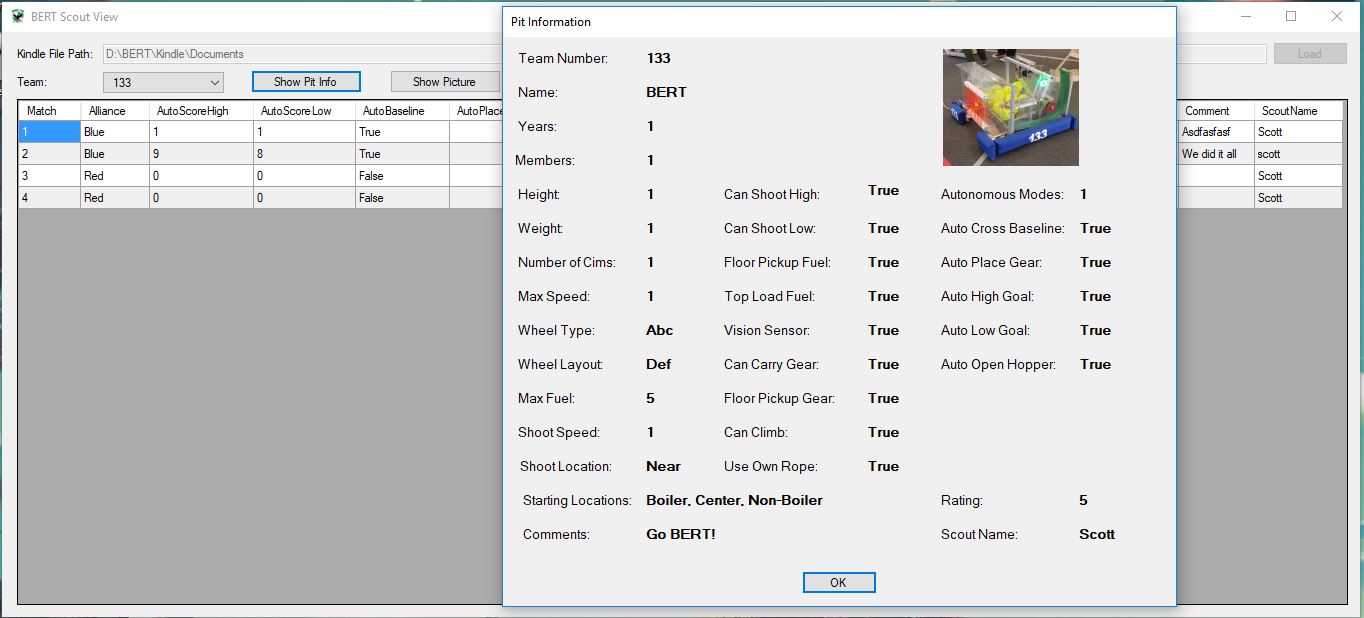 BERT Scout View
Kindle File Path: D:\BERT\Kindle\Documents Load
Team: 133 Show Pit Info Show Picture
Match Alliance AutoScoreHigh AutoScoreLow AutoBaseline AutoPlace Comment ScoutName
1 Blue 1 1 True Asdfasfasf Scott
2 Blue 9 8 True We did it all scott
3 Red 0 0 False Scott
4 Red 0 0 False Scott
Pit Information
Team Number: 133
Name: BERT
Years: 1
Members: 1
133
Height: 1 Can Shoot High: True Autonomous Modes: 1
Weight: 1 Can Shoot Low: True Auto Cross Baseline: True
Number of Cims: 1 Floor Pickup Fuel: True Auto Place Gear: True
Max Speed: 1 Top Load Fuel: True Auto High Goal: True
Wheel Type: Abc Vision Sensor: True Auto Low Goal: True
Wheel Layout: Def Can Carry Gear: True Auto Open Hopper: True
Max Fuel: 5 Floor Pickup Gear: True
Shoot Speed: 1 Can Climb: True
Shoot Location: Near Use Own Rope: True
Starting Locations: Boiler, Center, Non-Boiler Rating: 5
Comments: Go BERT! Scout Name: Scott
OK